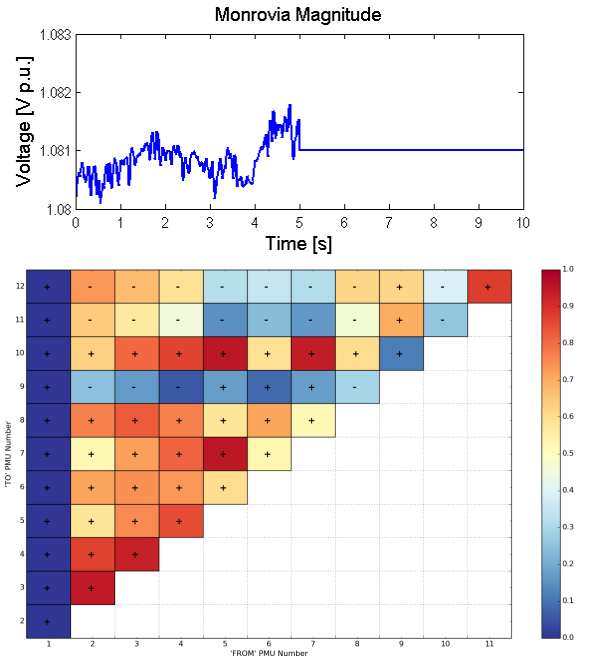 Monrovia Magnitude
1.083
1.082
1.081
1.08
Voltage [V p.u.]
0 1 2 3 4 5 6 7 8 9 10
Time [s]
12 + - - - - - - - + - +
11 + - - - - - - - + -
10 + + + + + + + + +
9 + - - - + + + -
8 + + + + + + +
7 + + + + + +
6 + + + + +
5 + + + +
4 + + +
3 + +
2 +
'TO' PMU Number
1 2 3 4 5 6 7 8 9 10 11
'FROM' PMU Number
1.0
0.9
0.8
0.7
0.6
0.5
0.4
0.3
0.2
0.1
0.0